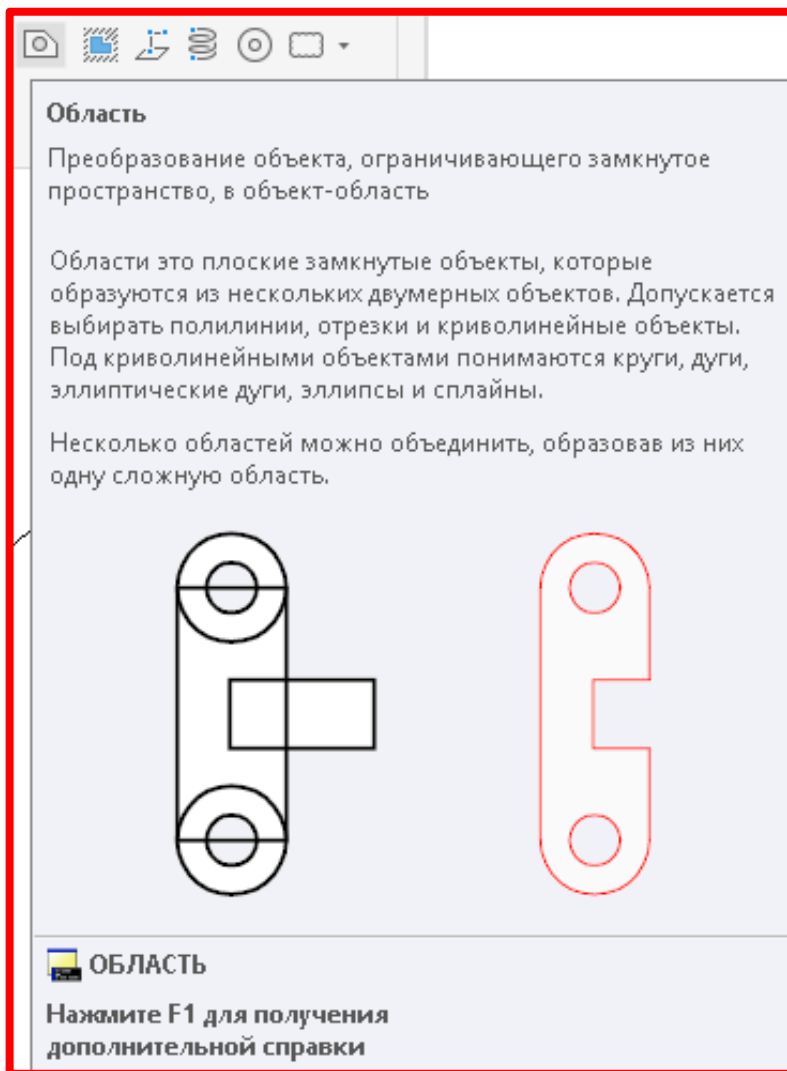 Область
Преобразование объекта, ограничивающего замкнутое
пространство, в объект-область
Области это плоские замкнутые объекты, которые
образуются из нескольких двумерных объектов. Допускается
выбирать полилинии, отрезки и криволинейные объекты.
Под криволинейными объектами понимаются круги, дуги,
эллиптические дуги, эллипсы и сплайны.
Несколько областей можно объединить, образовав из них
одну сложную область.
ОБЛАСТЬ
Нажмите F1 для получения
дополнительной справки